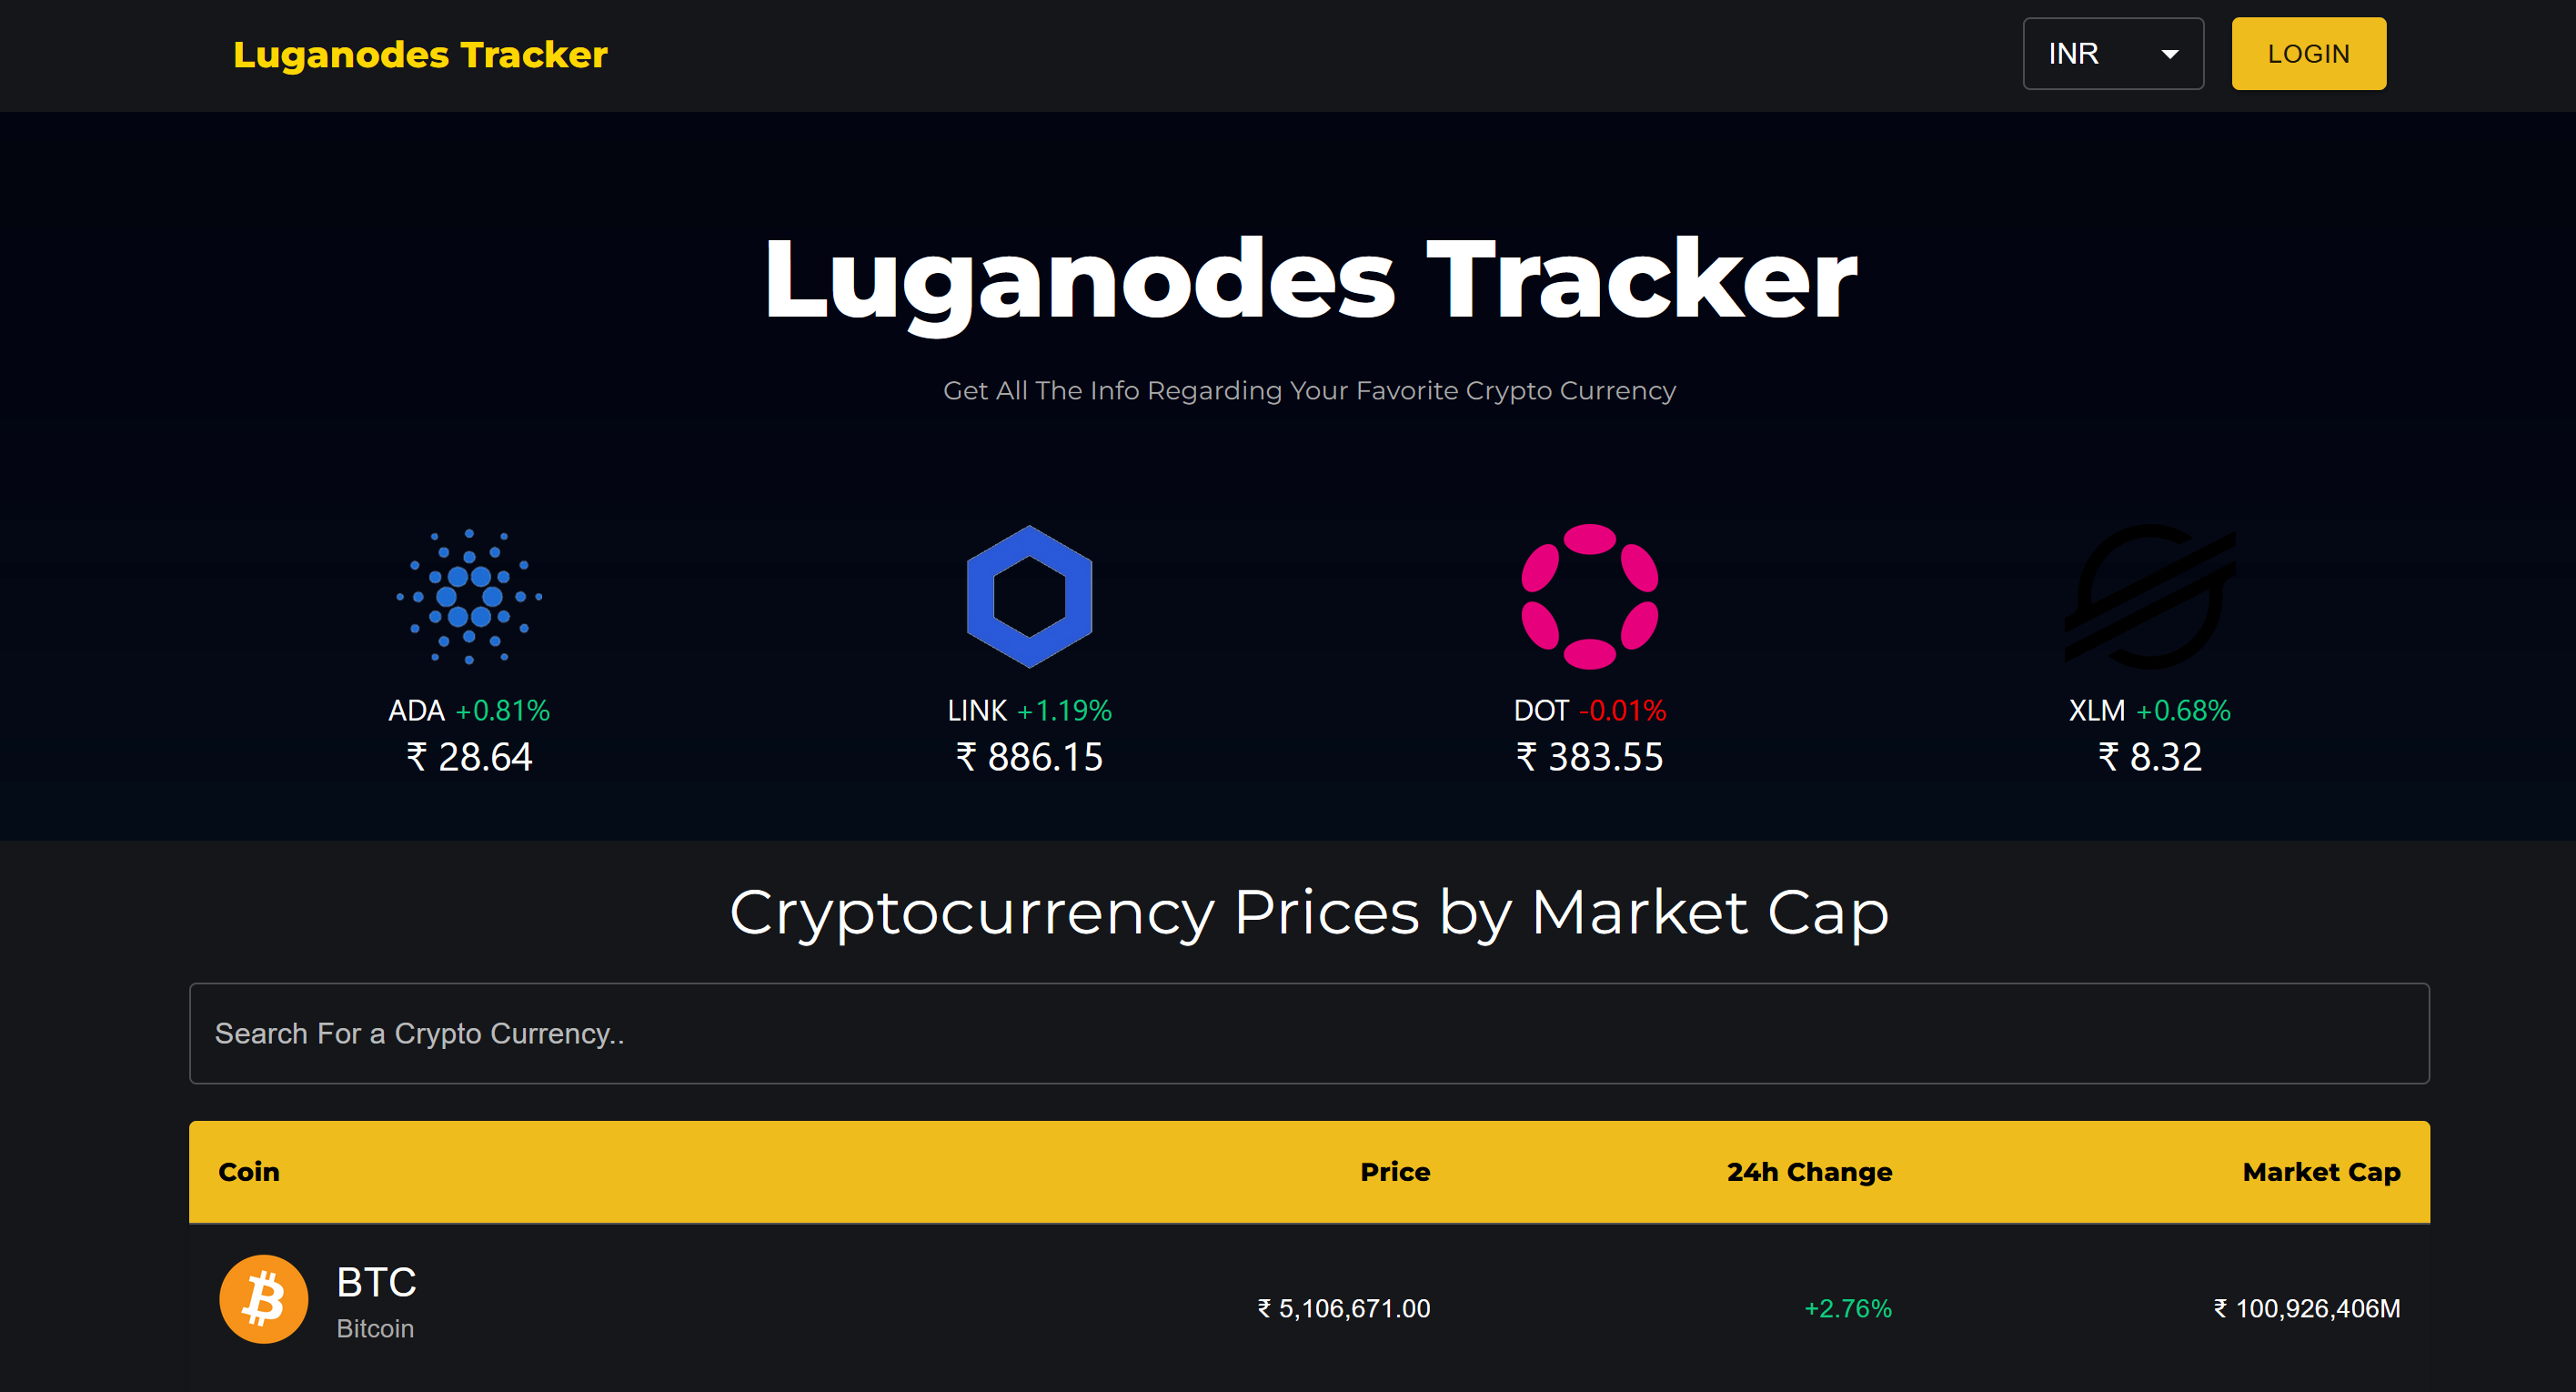 Luganodes Tracker
INR
LOGIN
Luganodes Tracker
Get All The Info Regarding Your Favorite Crypto Currency
ADA +0.81%
₹ 28.64
LINK +1.19%
₹ 886.15
DOT -0.01%
₹ 383.55
XLM +0.68%
₹ 8.32
Cryptocurrency Prices by Market Cap
Search For a Crypto Currency..
Coin Price 24h Change Market Cap
BTC
Bitcoin
₹ 5,106,671.00 +2.76% ₹ 100,926,406M